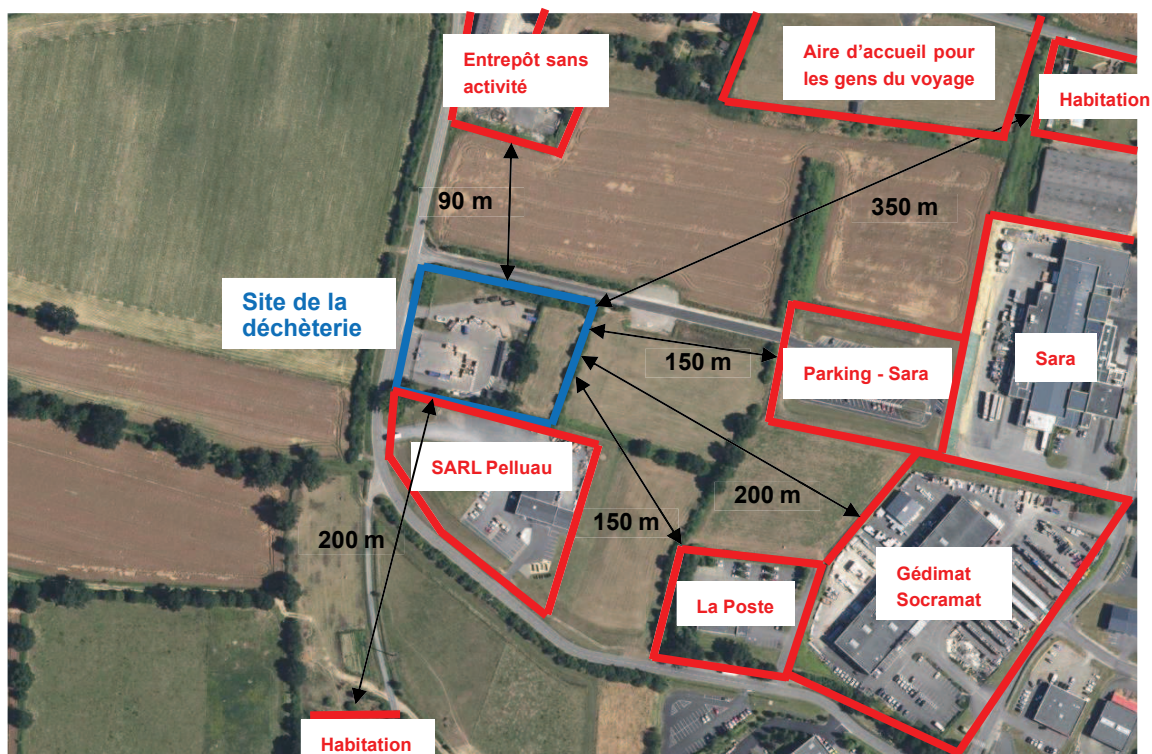 Entrepôt sans
activité
Aire d’accueil pour
les gens du voyage
Habitation
90 m
350 m
Site de la
déchèterie
150 m
Parking - Sara
Sara
SARL Pelluau
200 m
150 m
200 m
La Poste
Gédimat
Socramat
Habitation